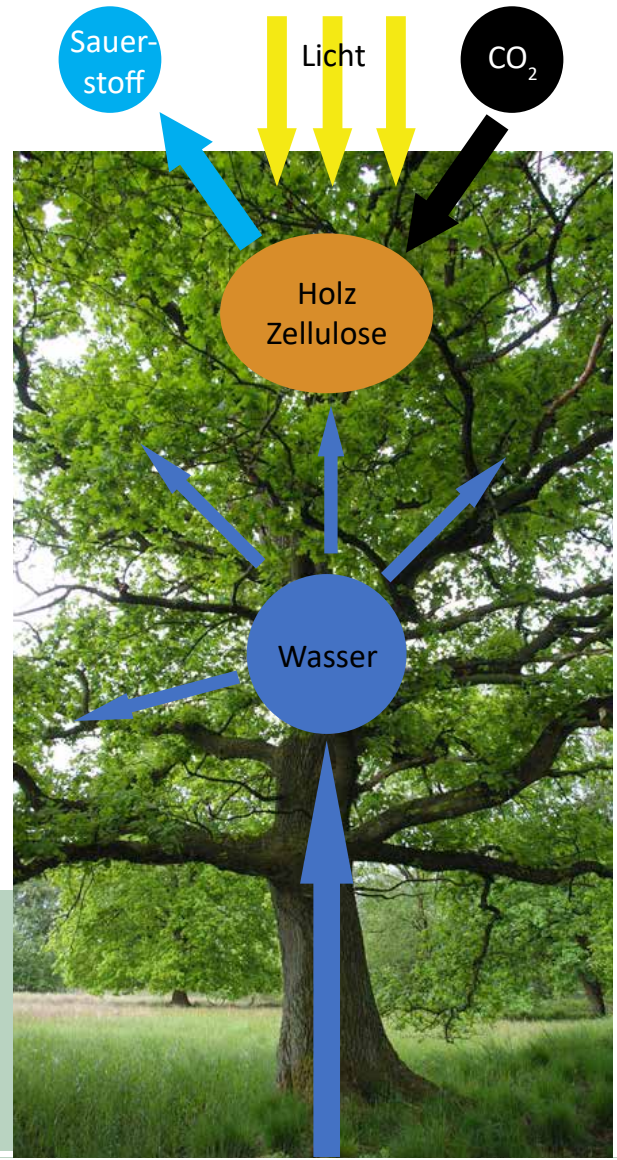 Sauer-
stoff
Licht
CO₂
Holz
Zellulose
Wasser